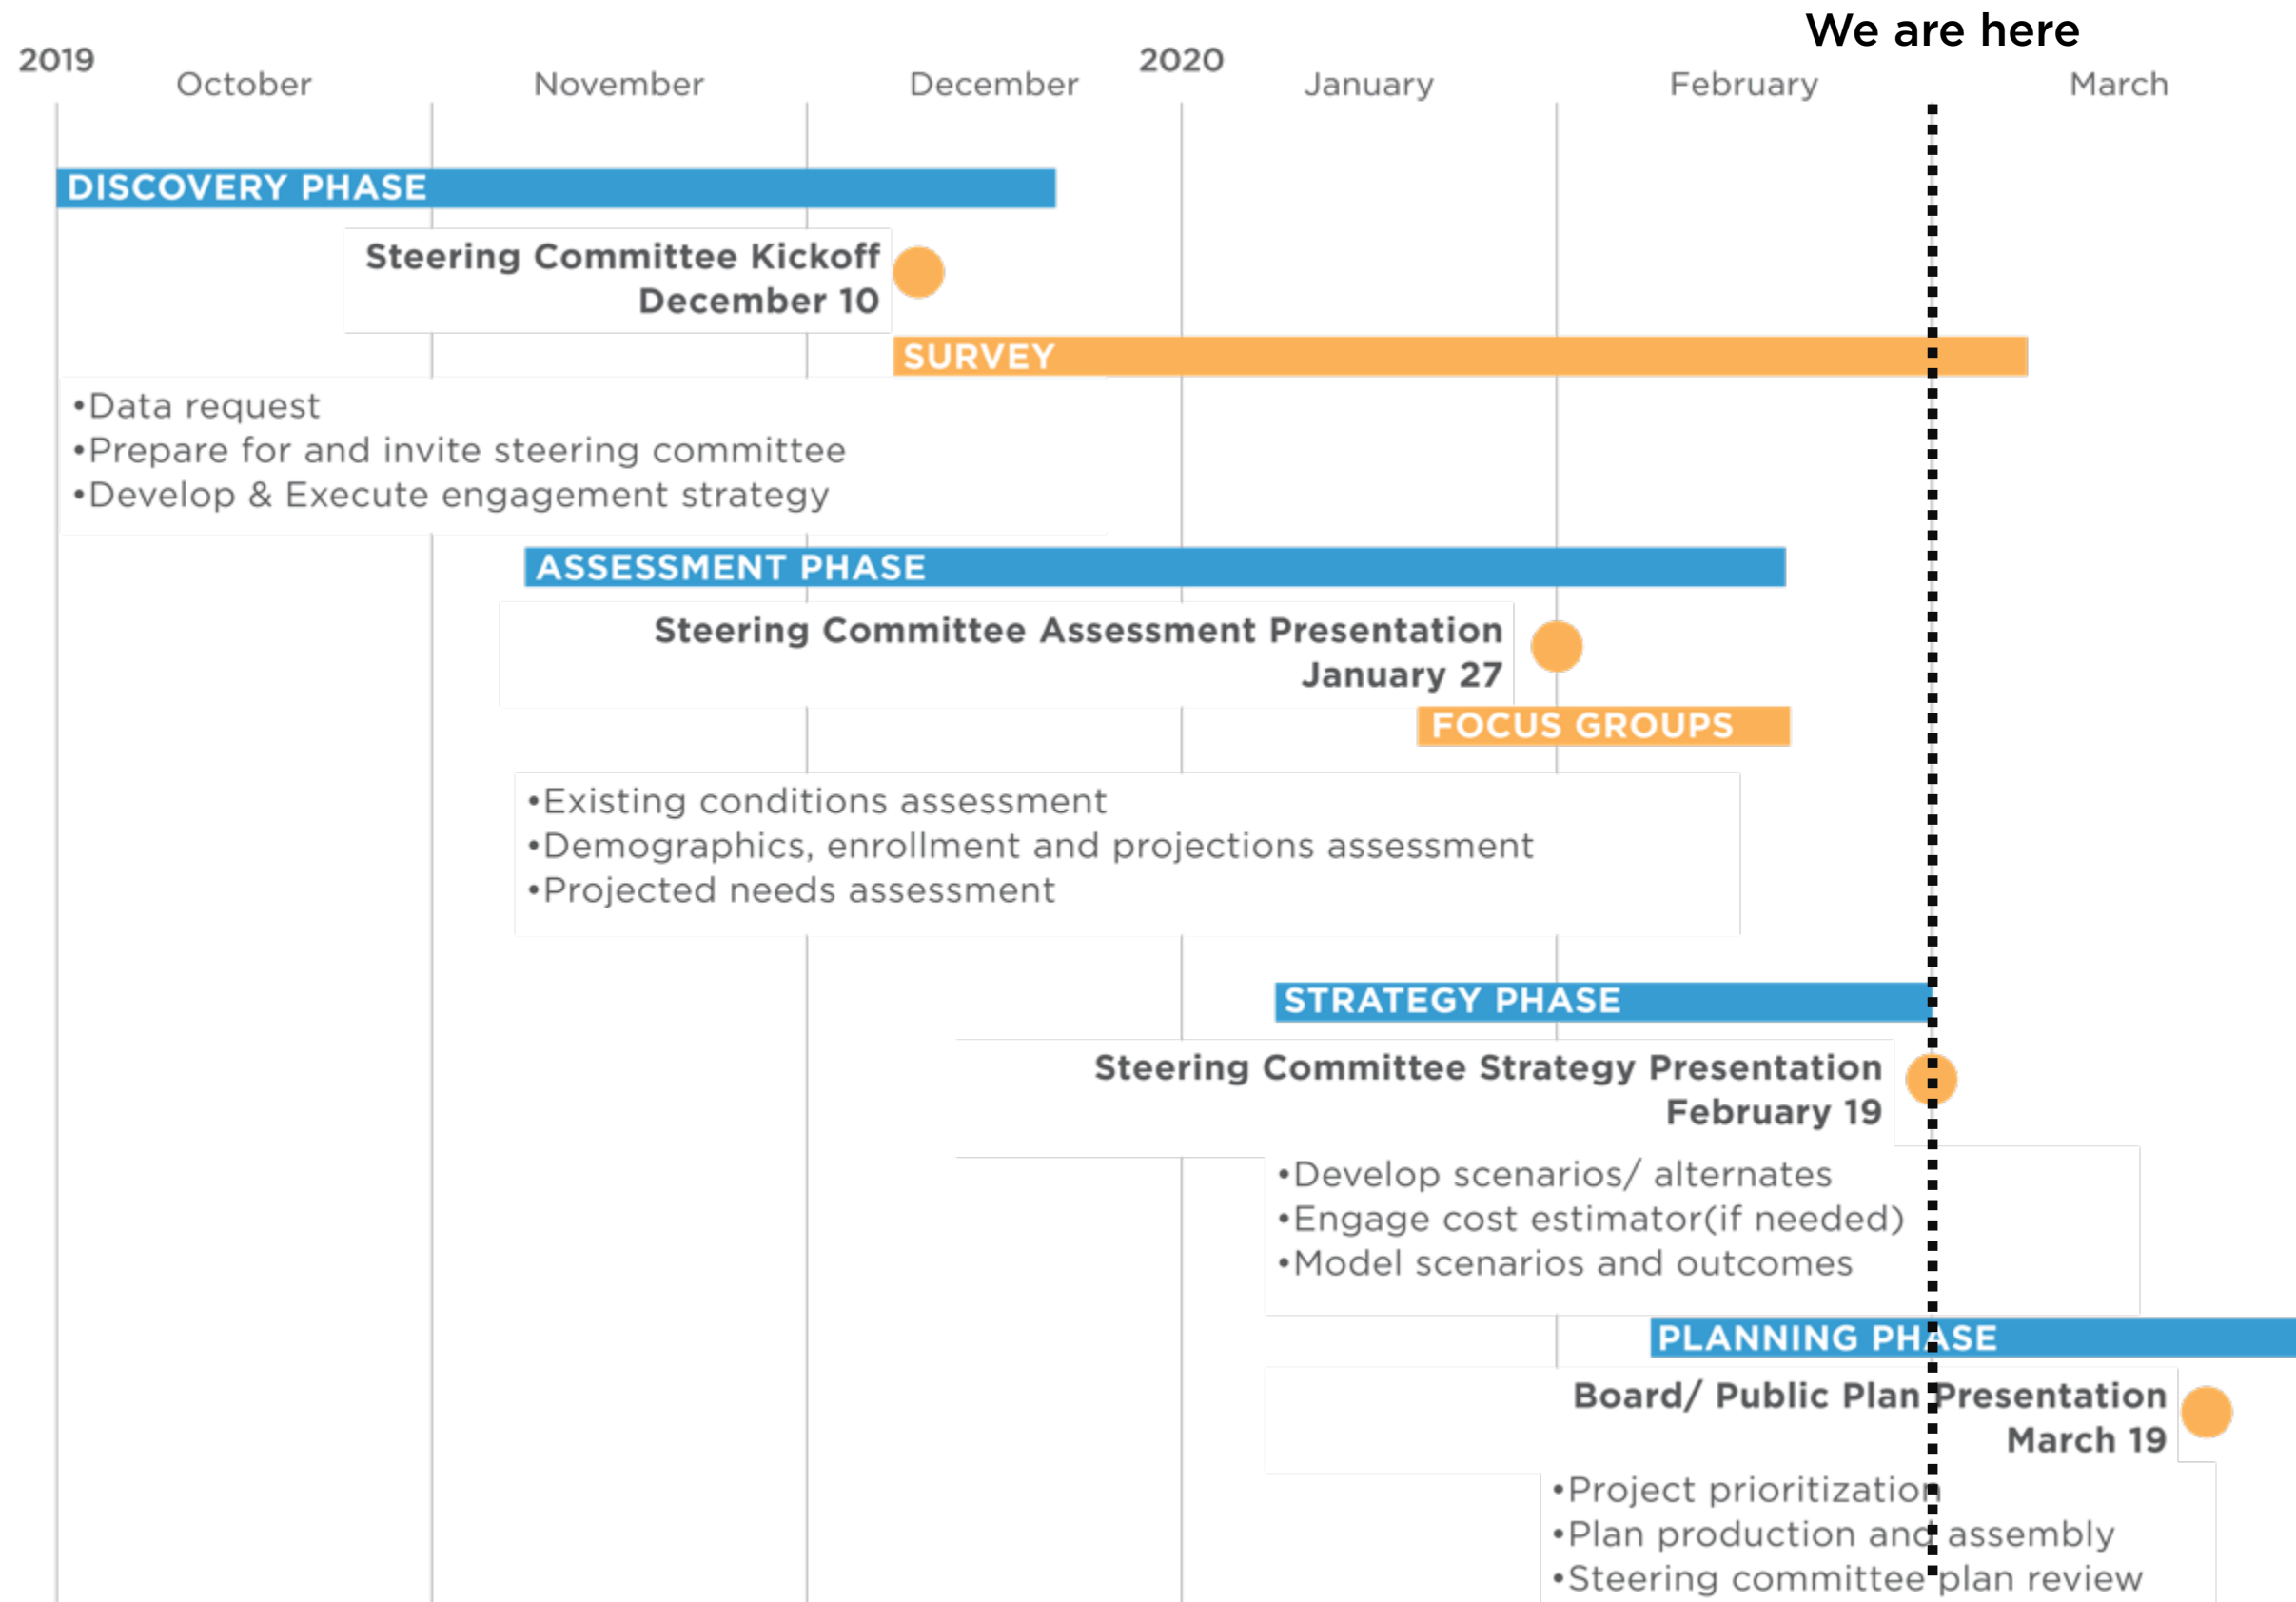 We are here
2019
October
November
December
2020
January
February
March
DISCOVERY PHASE
Steering Committee Kickoff
December 10
SURVEY
•Data request
•Prepare for and invite steering committee
•Develop & Execute engagement strategy
ASSESSMENT PHASE
Steering Committee Assessment Presentation
January 27
FOCUS GROUPS
•Existing conditions assessment
•Demographics, enrollment and projections assessment
•Projected needs assessment
STRATEGY PHASE
Steering Committee Strategy Presentation
February 19
•Develop scenarios/ alternates
•Engage cost estimator(if needed)
•Model scenarios and outcomes
PLANNING PHASE
Board/ Public Plan Presentation
March 19
•Project prioritization
•Plan production and assembly
•Steering committee plan review